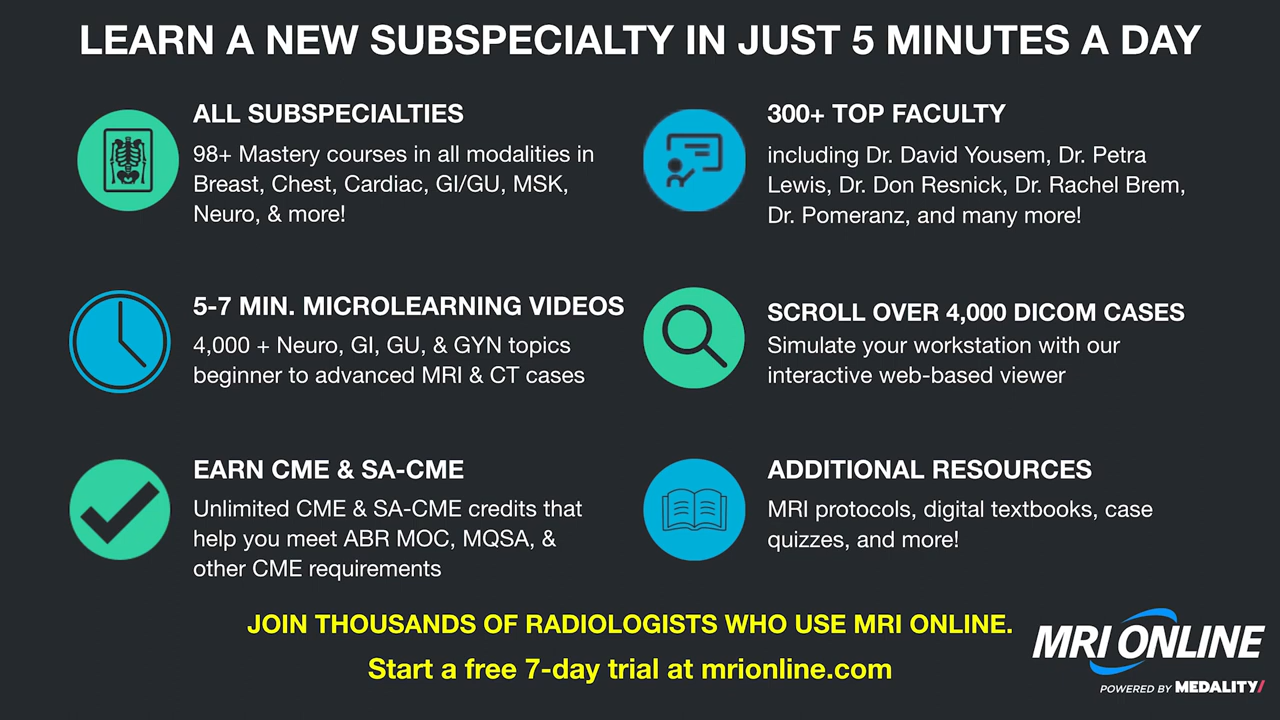 LEARN A NEW SUBSPECIALTY IN JUST 5 MINUTES A DAY
ALL SUBSPECIALTIES
98+ Mastery courses in all modalities in
Breast, Chest, Cardiac, GI/GU, MSK,
Neuro, & more!
300+ TOP FACULTY
including Dr. David Yousem, Dr. Petra
Lewis, Dr. Don Resnick, Dr. Rachel Brem,
Dr. Pomeranz, and many more!
5-7 MIN. MICROLEARNING VIDEOS
4,000 + Neuro, GI, GU, & GYN topics
beginner to advanced MRI & CT cases
SCROLL OVER 4,000 DICOM CASES
Simulate your workstation with our
interactive web-based viewer
EARN CME & SA-CME
Unlimited CME & SA-CME credits that
help you meet ABR MOC, MQSA, &
other CME requirements
ADDITIONAL RESOURCES
MRI protocols, digital textbooks, case
quizzes, and more!
JOIN THOUSANDS OF RADIOLOGISTS WHO USE MRI ONLINE.
Start a free 7-day trial at mrionline.com
MRI ONLINE
POWERED BY MEDALITY/